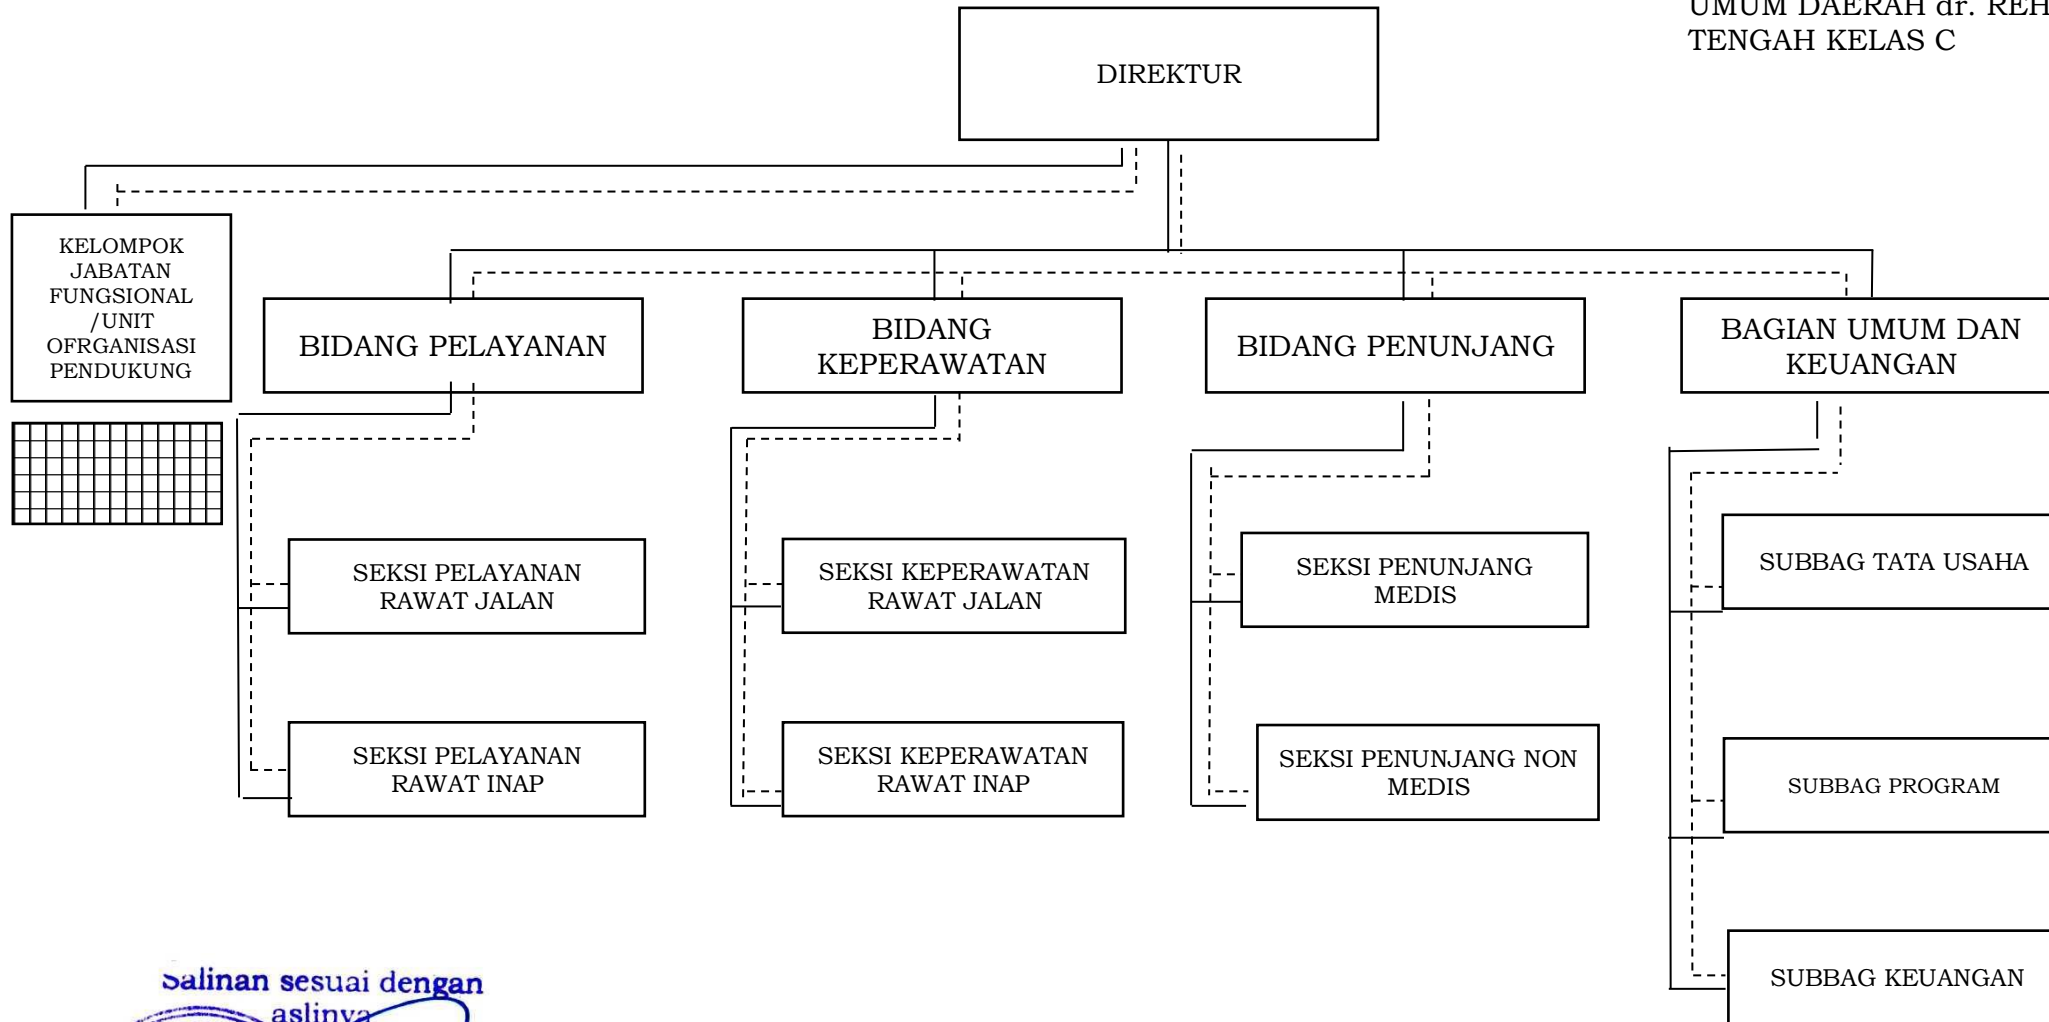 UMUM DAERAH dr.
TENGAH KELAS C
DIREKTUR
KELOMPOK
JABATAN
FUNGSIONAL
/UNIT
OFRGANISASI
PENDUKUNG
BIDANG PELAYANAN
BIDANG
KEPERAWATAN
BIDANG PENUNJANG
BAGIAN UMUM DAN
KEUANGAN
SEKSI PELAYANAN
RAWAT JALAN
SEKSI KEPERAWATAN
RAWAT JALAN
SEKSI PENUNJANG
MEDIS
SUBBAG TATA USAHA
SEKSI PELAYANAN
RAWAT INAP
SEKSI KEPERAWATAN
RAWAT INAP
SEKSI PENUNJANG NON
MEDIS
SUBBAG PROGRAM
SUBBAG KEUANGAN
Salinan sesuai dengan
aslinya